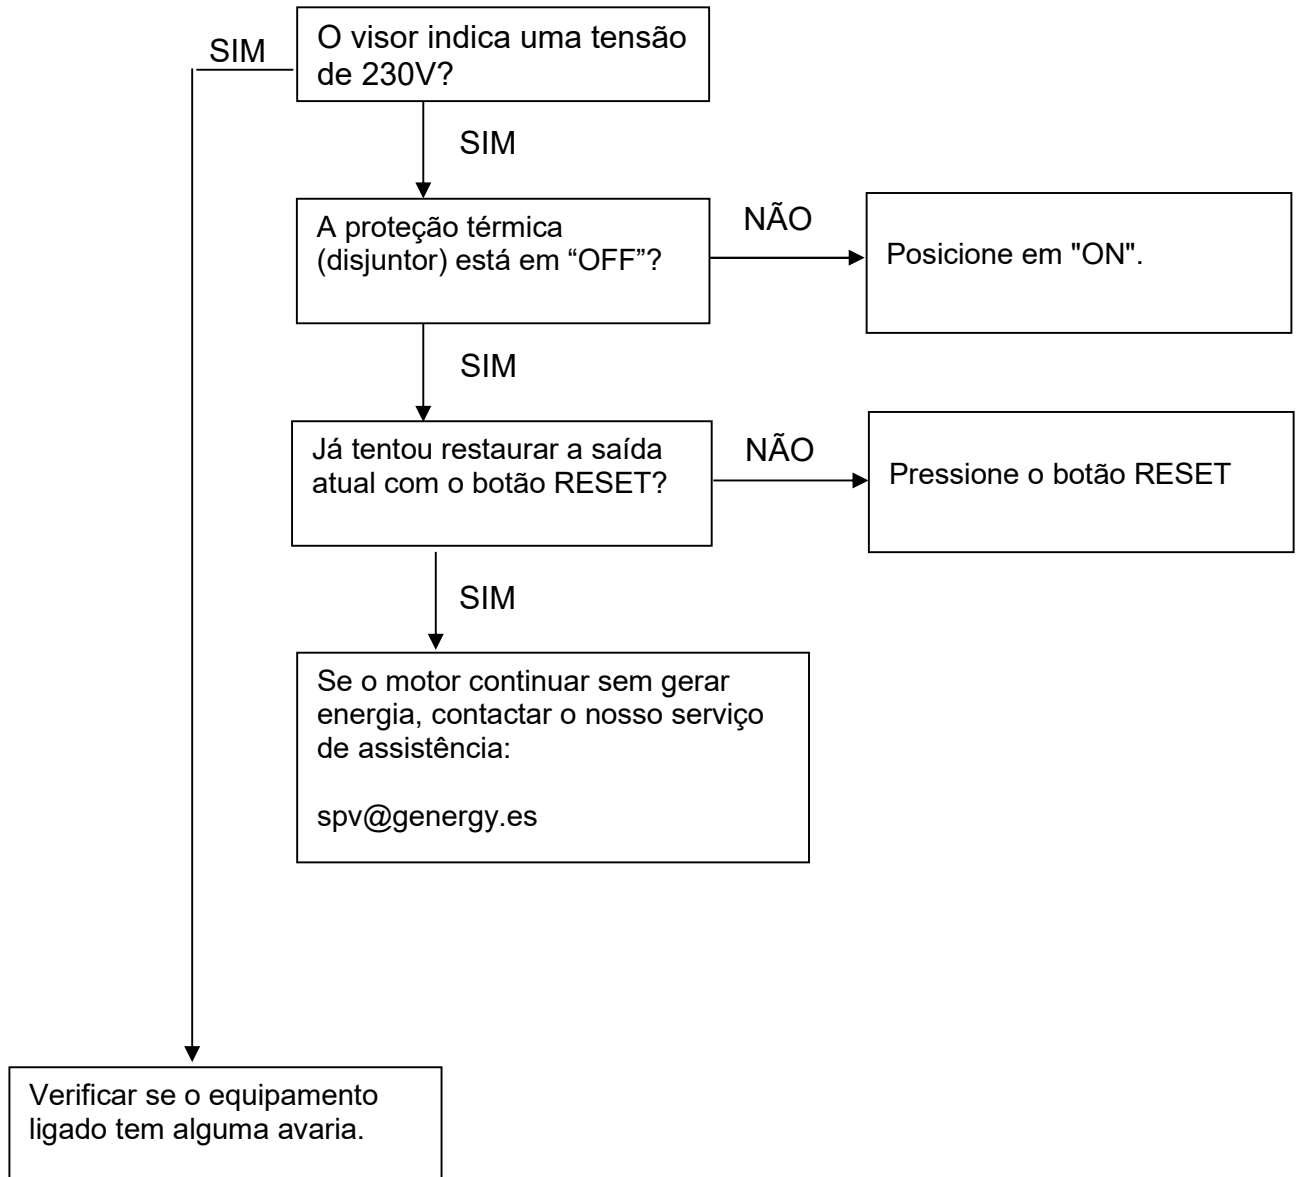 O visor indica uma tensão
de 230V?
SIM
SIM
A proteção térmica
(disjuntor) está em “OFF”?
NÃO
Posicione em "ON".
SIM
Já tentou restaurar a saída
atual com o botão RESET?
NÃO
Pressione o botão RESET
SIM
Se o motor continuar sem gerar
energia, contactar o nosso serviço
de assistência:
spv@genergy.es
Verificar se o equipamento
ligado tem alguma avaria.